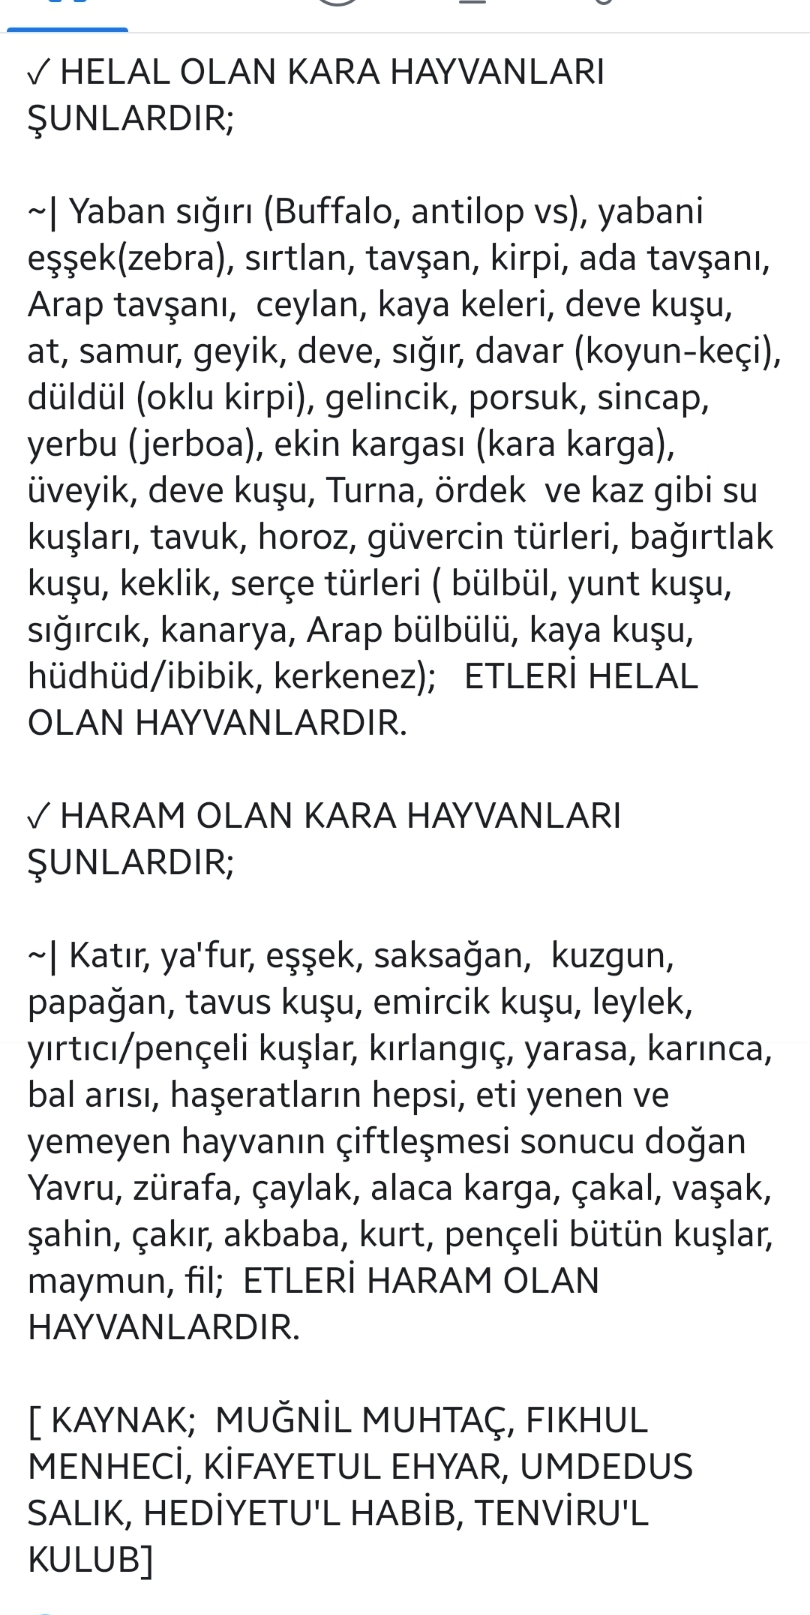 ✓ HELAL OLAN KARA HAYVANLARI
ŞUNLARDIR;
~| Yaban sığırı (Buffalo, antilop vs), yabani
eşşek(zebra), sırtlan, tavşan, kirpi, ada tavşanı,
Arap tavşanı,  ceylan, kaya keleri, deve kuşu,
at, samur, geyik, deve, sığır, davar (koyun-keçi),
düldül (oklu kirpi), gelincik, porsuk, sincap,
yerbu (jerboa), ekin kargası (kara karga),
üveyik, deve kuşu, Turna, ördek  ve kaz gibi su
kuşları, tavuk, horoz, güvercin türleri, bağırtlak
kuşu, keklik, serçe türleri ( bülbül, yunt kuşu,
sığırcık, kanarya, Arap bülbülü, kaya kuşu,
hüdhüd/ibibik, kerkenez);   ETLERİ HELAL
OLAN HAYVANLARDIR.
✓ HARAM OLAN KARA HAYVANLARI
ŞUNLARDIR;
~| Katır, ya'fur, eşşek, saksağan,  kuzgun,
papağan, tavus kuşu, emircik kuşu, leylek,
yırtıcı/pençeli kuşlar, kırlangıç, yarasa, karınca,
bal arısı, haşeratların hepsi, eti yenen ve
yemeyen hayvanın çiftleşmesi sonucu doğan
Yavru, zürafa, çaylak, alaca karga, çakal, vaşak,
şahin, çakır, akbaba, kurt, pençeli bütün kuşlar,
maymun, fil;  ETLERİ HARAM OLAN
HAYVANLARDIR.
[ KAYNAK;  MUĞNİL MUHTAÇ, FIKHUL
MENHECİ, KİFAYETUL EHYAR, UMDEDUS
SALIK, HEDİYETU'L HABİB, TENVİRU'L
KULUB]